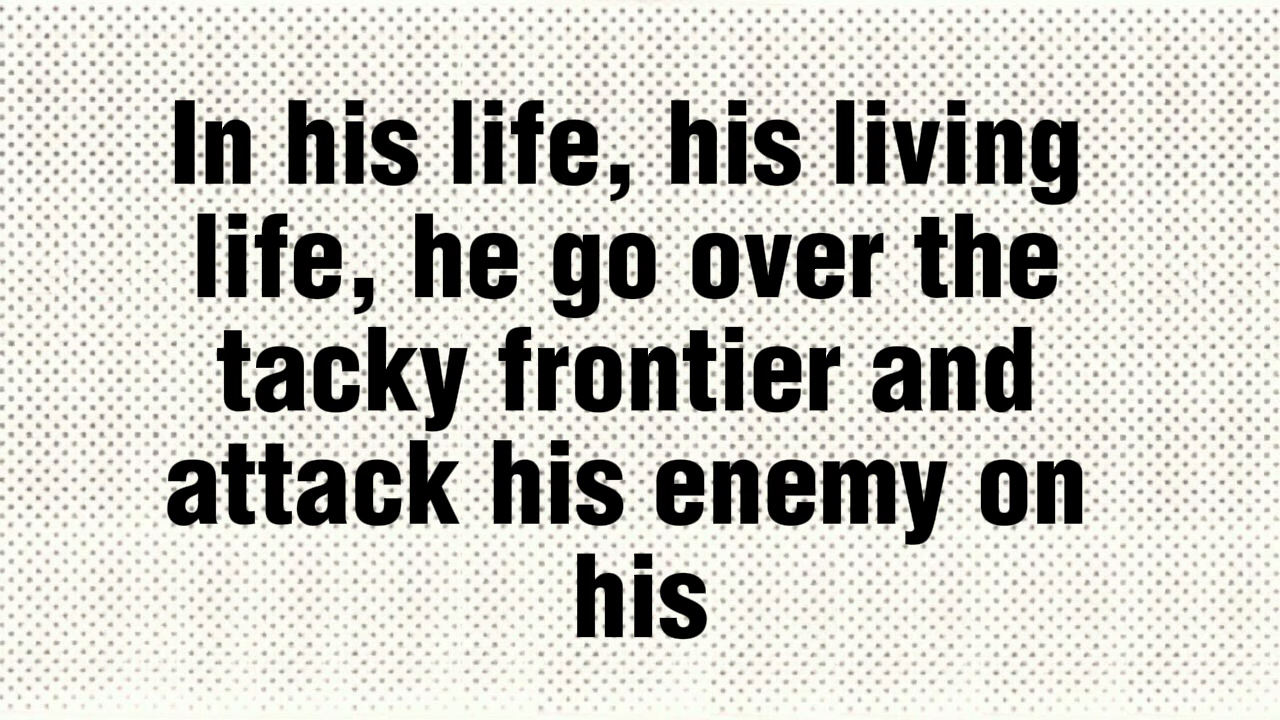 In his life, his living
life, he go over the
tacky frontier and
attack his enemy on
his